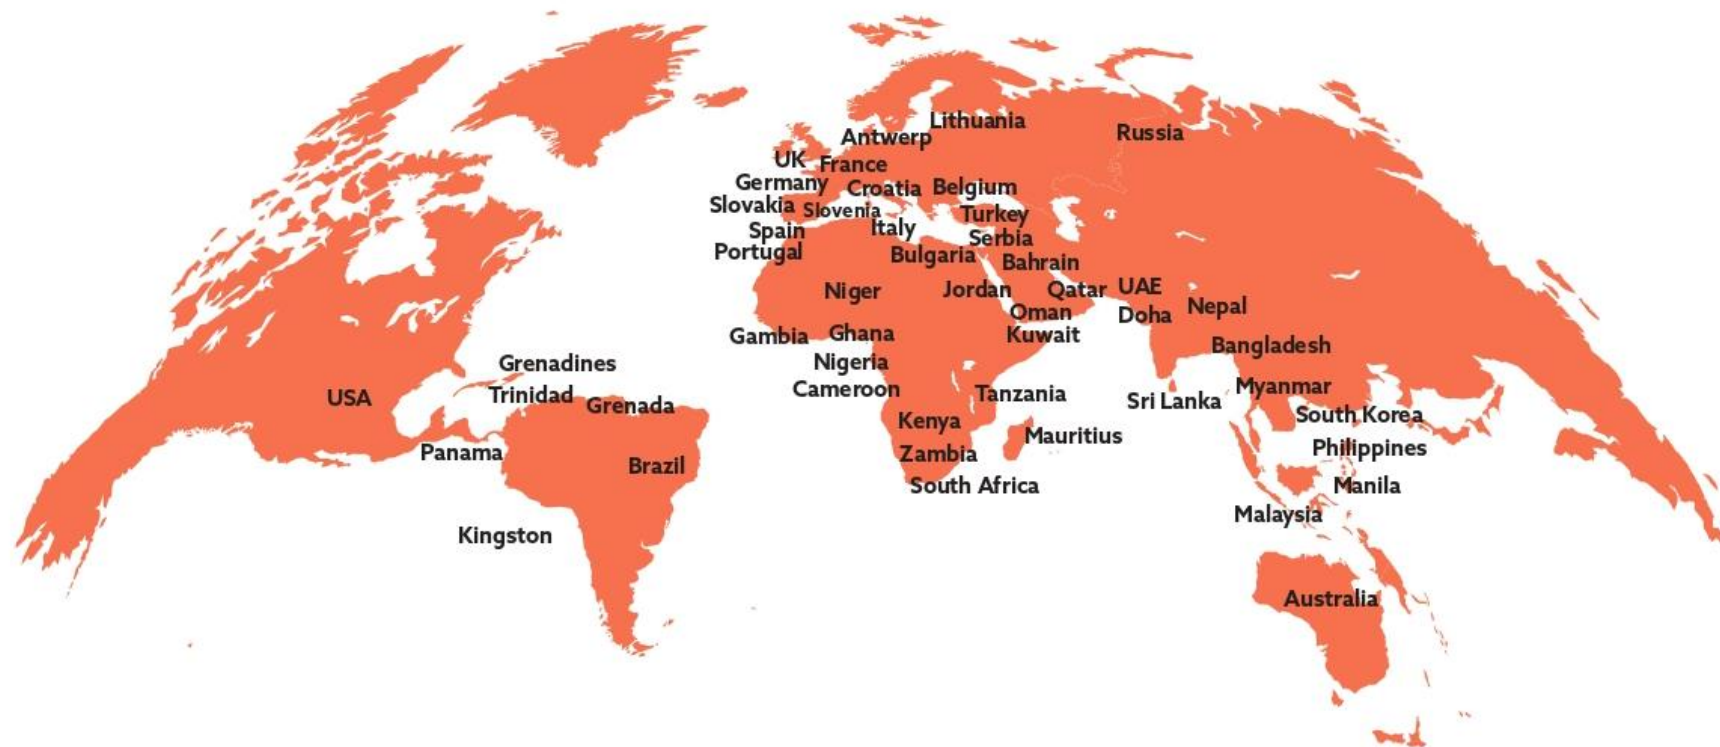 Lithuania
Russia
Antwerp
UK
France
Germany
Croatia
Belgium
Slovakia
Slovenia
Turkey
Spain
Italy
Serbia
Portugal
Bulgaria
Bahrain
Niger
Jordan
Qatar
UAE
Oman
Doha
Nepal
Gambia
Ghana
Kuwait
Bangladesh
Grenadines
Nigeria
USA
Trinidad
Grenada
Cameroon
Tanzania
Sri Lanka
Myanmar
Kenya
South Korea
Mauritius
Panama
Brazil
Zambia
Philippines
South Africa
Manila
Kingston
Malaysia
Australia